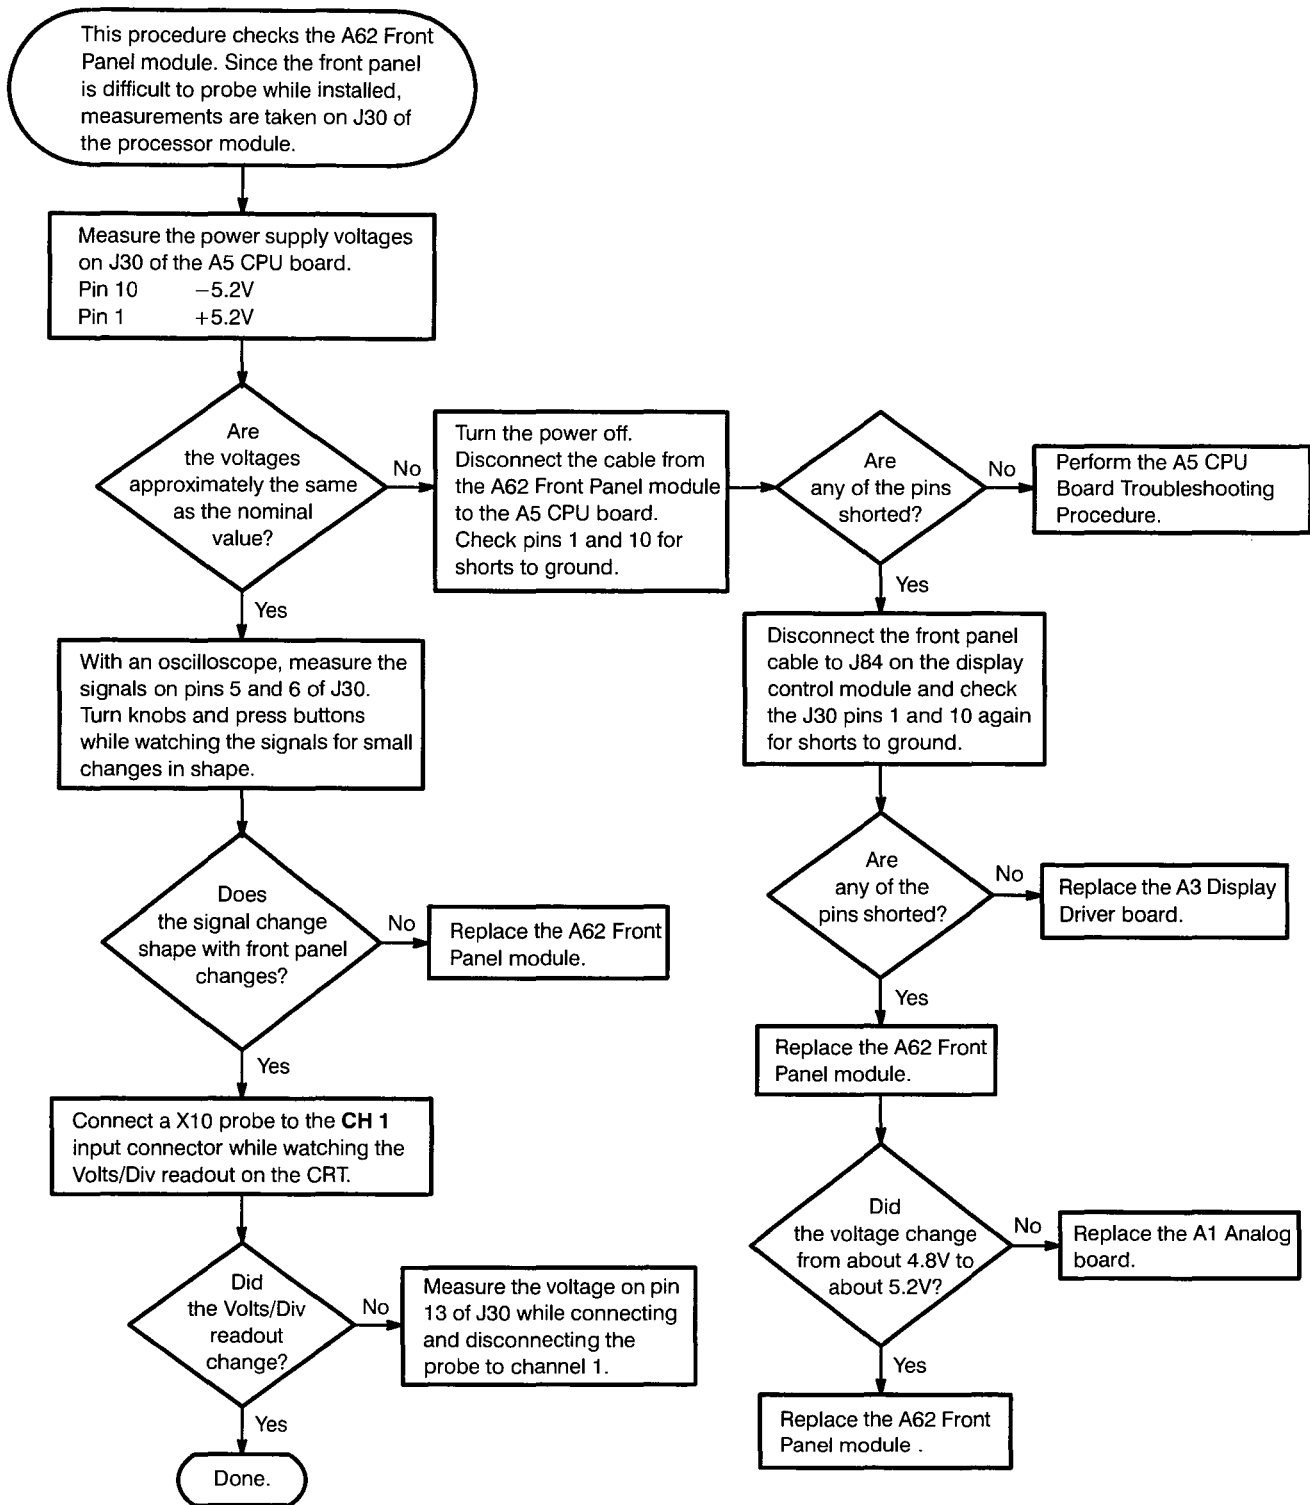 This procedure checks the A62 Front
Panel module. Since the front panel
is difficult to probe while installed,
measurements are taken on J30 of
the processor module.
Measure the power supply voltages
on J30 of the A5 CPU board.
Pin 10 −5.2V
Pin 1 +5.2V
Are
the voltages
approximately the same
as the nominal
value?
No
Turn the power off.
Disconnect the cable from
the A62 Front Panel module
to the A5 CPU board.
Check pins 1 and 10 for
shorts to ground.
Are
any of the pins
shorted?
No
Perform the A5 CPU
Board Troubleshooting
Procedure.
Yes
Yes
With an oscilloscope, measure the
signals on pins 5 and 6 of J30.
Turn knobs and press buttons
while watching the signals for small
changes in shape.
Disconnect the front panel
cable to J84 on the display
control module and check
the J30 pins 1 and 10 again
for shorts to ground.
Does
the signal change
shape with front panel
changes?
No
Replace the A62 Front
Panel module.
Are
any of the
pins shorted?
No
Replace the A3 Display
Driver board.
Yes
Yes
Connect a X10 probe to the CH 1
input connector while watching the
Volts/Div readout on the CRT.
Replace the A62 Front
Panel module.
Did
the Volts/Div
readout
change?
No
Measure the voltage on pin
13 of J30 while connecting
and disconnecting the
probe to channel 1.
Did
the voltage change
from about 4.8V to
about 5.2V?
No
Replace the A1 Analog
board.
Yes
Yes
Done.
Replace the A62 Front
Panel module .